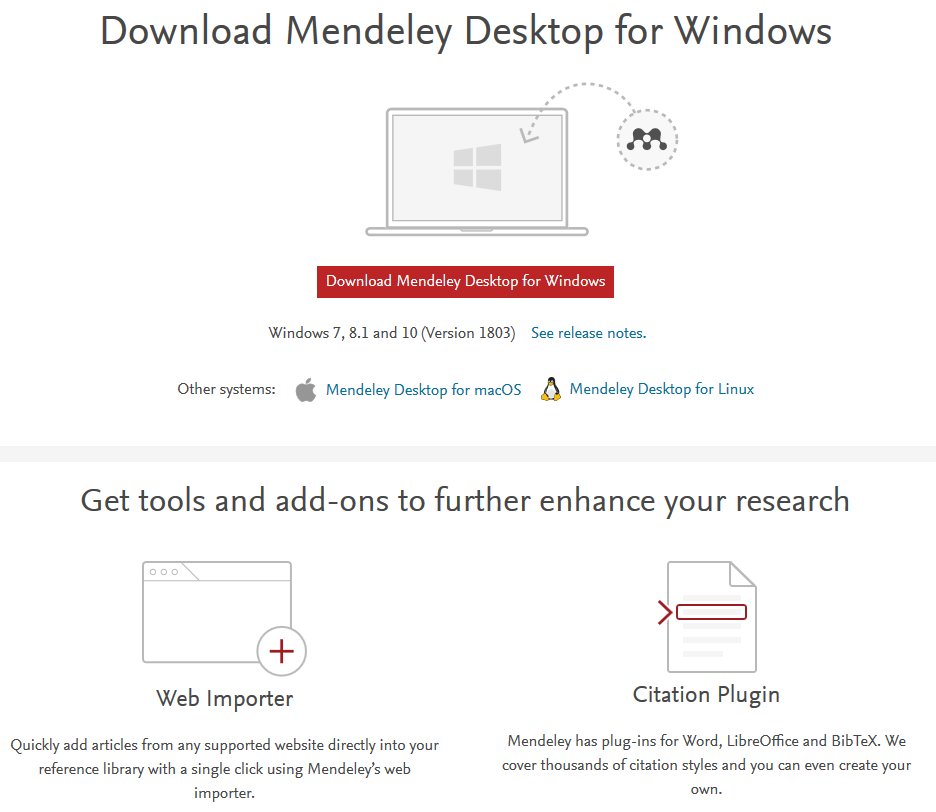 Download Mendeley Desktop for Windows
Download Mendeley Desktop for Windows
Windows 7, 8.1 and 10 (Version 1803) See release notes.
Other systems: Mendeley Desktop for macOS Mendeley Desktop for Linux
Get tools and add-ons to further enhance your research
Web Importer
Quickly add articles from any supported website directly into your
reference library with a single click using Mendeley’s web
importer.
Citation Plugin
Mendeley has plug-ins for Word, LibreOffice and BibTeX. We
cover thousands of citation styles and you can even create your
own.